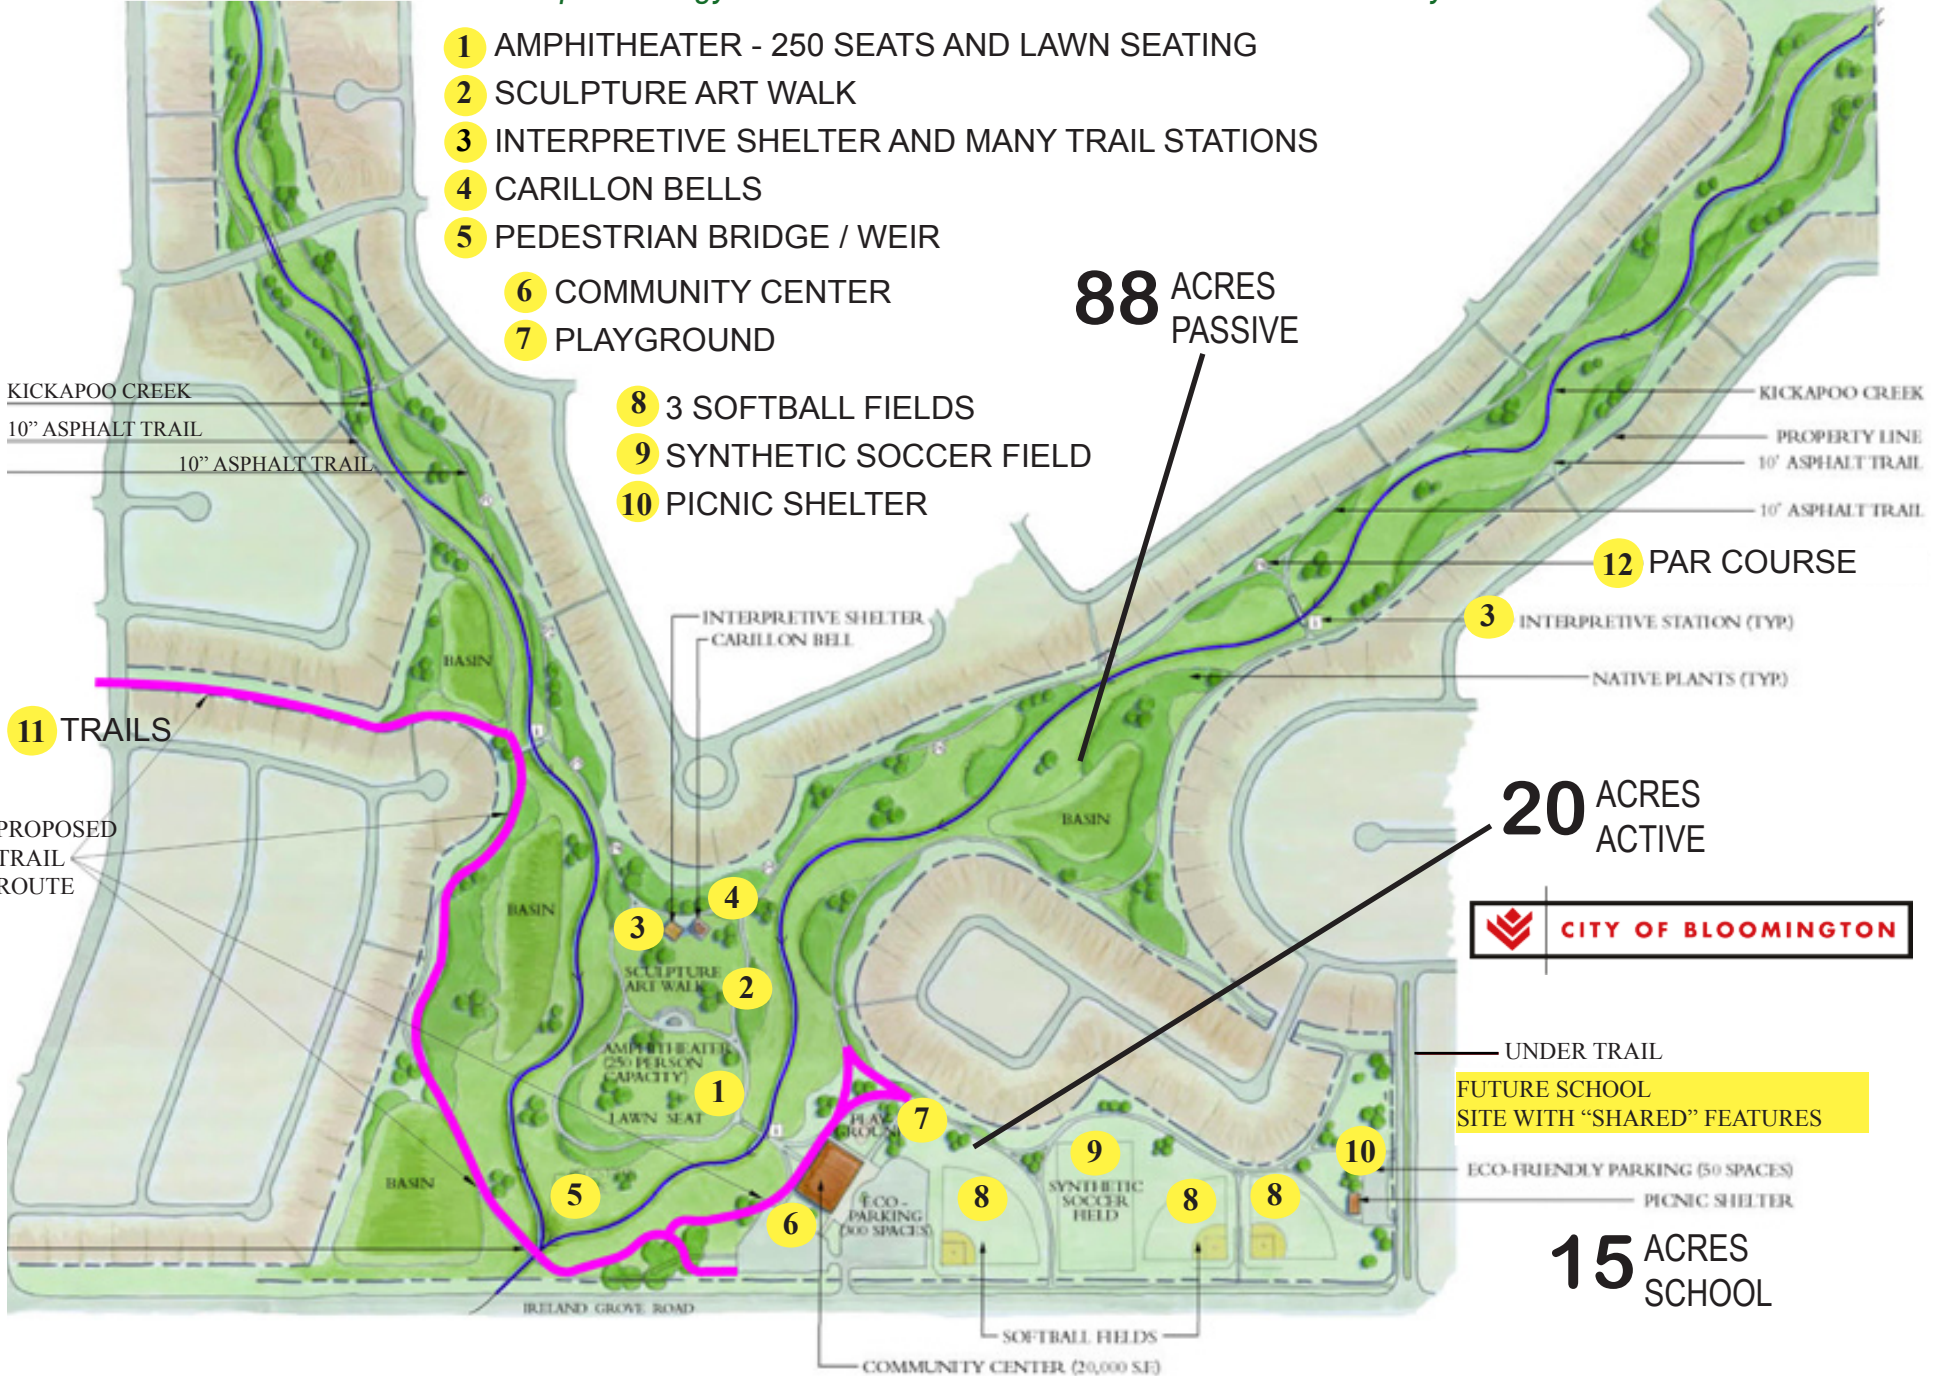 1 AMPHITHEATER - 250 SEATS AND LAWN SEATING
2 SCULPTURE ART WALK
3 INTERPRETIVE SHELTER AND MANY TRAIL STATIONS
4 CARILLON BELLS
5 PEDESTRIAN BRIDGE / WEIR
6 COMMUNITY CENTER
7 PLAYGROUND
88 ACRES
PASSIVE
8 3 SOFTBALL FIELDS
9 SYNTHETIC SOCCER FIELD
10 PICNIC SHELTER
KICKAPOO CREEK
10” ASPHALT TRAIL
10” ASPHALT TRAIL
KICKAPOO CREEK
PROPERTY LINE
10' ASPHALT TRAIL
10' ASPHALT TRAIL
12 PAR COURSE
3 INTERPRETIVE STATION (TYP.)
NATIVE PLANTS (TYP.)
INTERPRETIVE SHELTER
CARILLON BELL
BASIN
11 TRAILS
PROPOSED
TRAIL
ROUTE
BASIN
20 ACRES
ACTIVE
CITY OF BLOOMINGTON
BASIN
4
3
SCULPTURE
ART WALK
2
AMPHITHEATER
(250 PERSON
CAPACITY)
1
LAWN SEAT
UNDER TRAIL
FUTURE SCHOOL
SITE WITH “SHARED” FEATURES
PLAY
GROUND
7
9
10
ECO-FRIENDLY PARKING (50 SPACES)
PICNIC SHELTER
BASIN
5
6
ECO-
PARKING
(300 SPACES)
8
SYNTHETIC
SOCCER
FIELD
8
8
15 ACRES
SCHOOL
IRELAND GROVE ROAD
SOFTBALL FIELDS
COMMUNITY CENTER (20,000 S.F.)